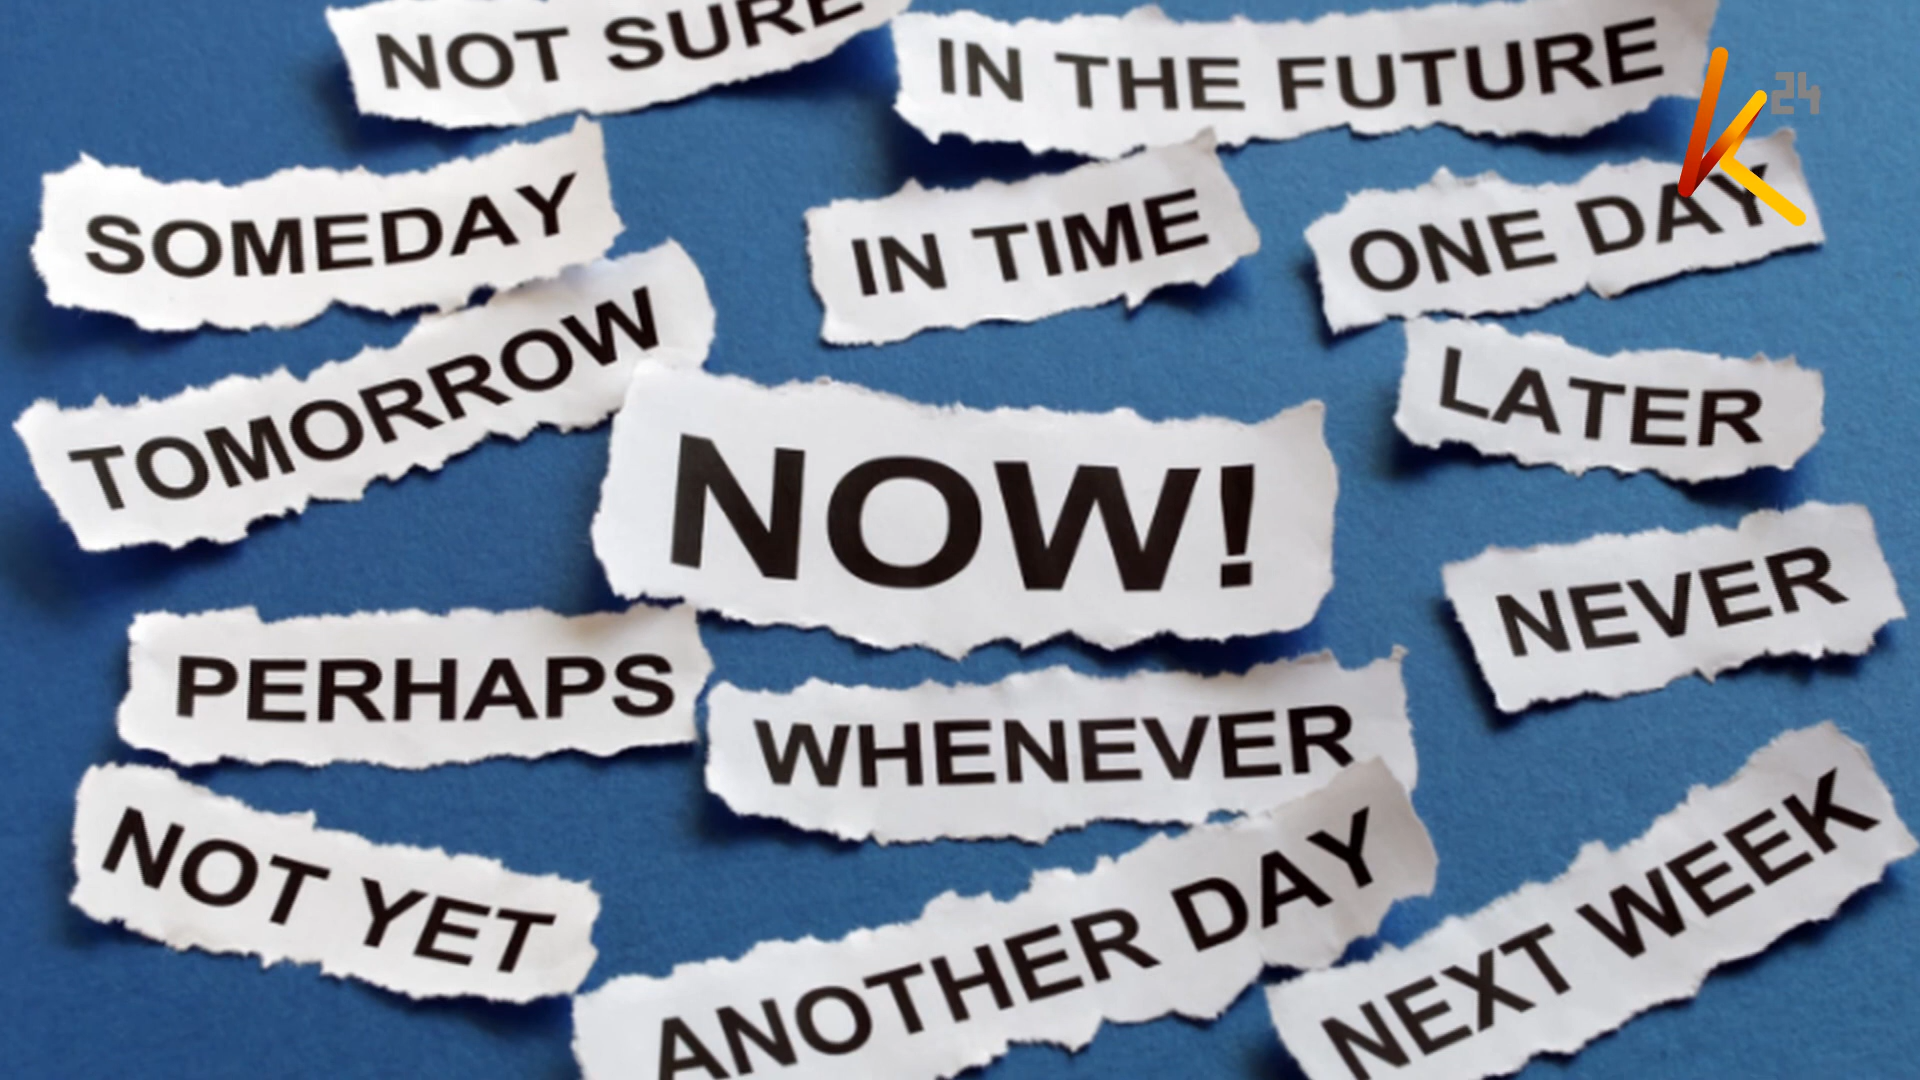 NOT SURE
IN THE FUTURE
24
SOMEDAY
IN TIME
ONE DAY
TOMORROW
LATER
NOW!
NEVER
PERHAPS
WHENEVER
NOT YET
ANOTHER DAY
NEXT WEEK